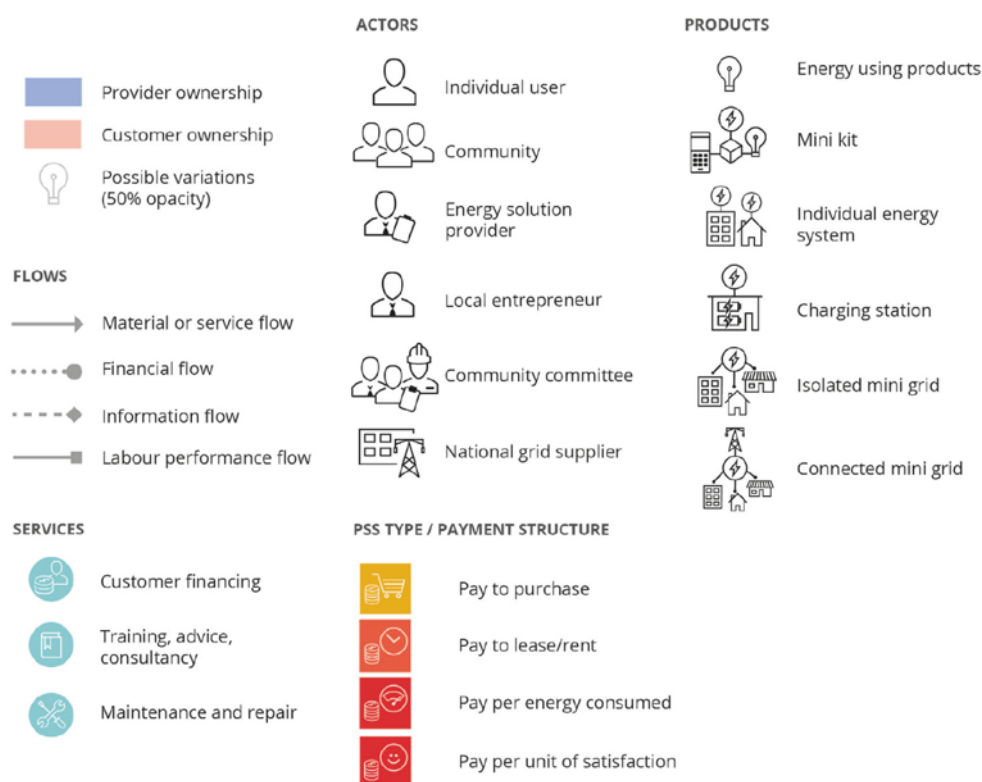 Provider ownership
Customer ownership
Possible variations
(50% opacity)
FLOWS
Material or service flow
Financial flow
Information flow
Labour performance flow
SERVICES
Customer financing
Training, advice,
consultancy
Maintenance and repair
ACTORS
Individual user
Community
Energy solution
provider
Local entrepreneur
Community committee
National grid supplier
PSS TYPE / PAYMENT STRUCTURE
Pay to purchase
Pay to lease/rent
Pay per energy consumed
Pay per unit of satisfaction
PRODUCTS
Energy using products
Mini kit
Individual energy
system
Charging station
Isolated mini grid
Connected mini grid